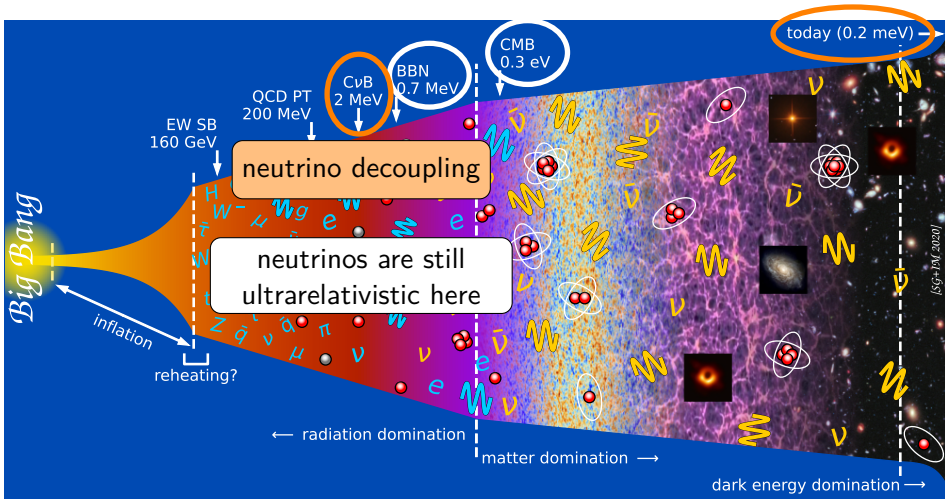 today (0.2 meV)
CMB
0.3 eV
BBN
0.7 MeV
CνB
2 MeV
QCD PT
200 MeV
EW SB
160 GeV
neutrino decoupling
neutrinos are still
ultrarelativistic here
Big Bang
inflation
reheating?
H
W⁻
μ
g
e
e
W
Z
q̄
ν
q̄
μ
π
ν
ν
e
e
ν̄
ν̄
ν
ν̄
ν̄
ν
ν̄
ν̄
ν
← radiation domination
matter domination →
dark energy domination →
[SG+PM 2020]